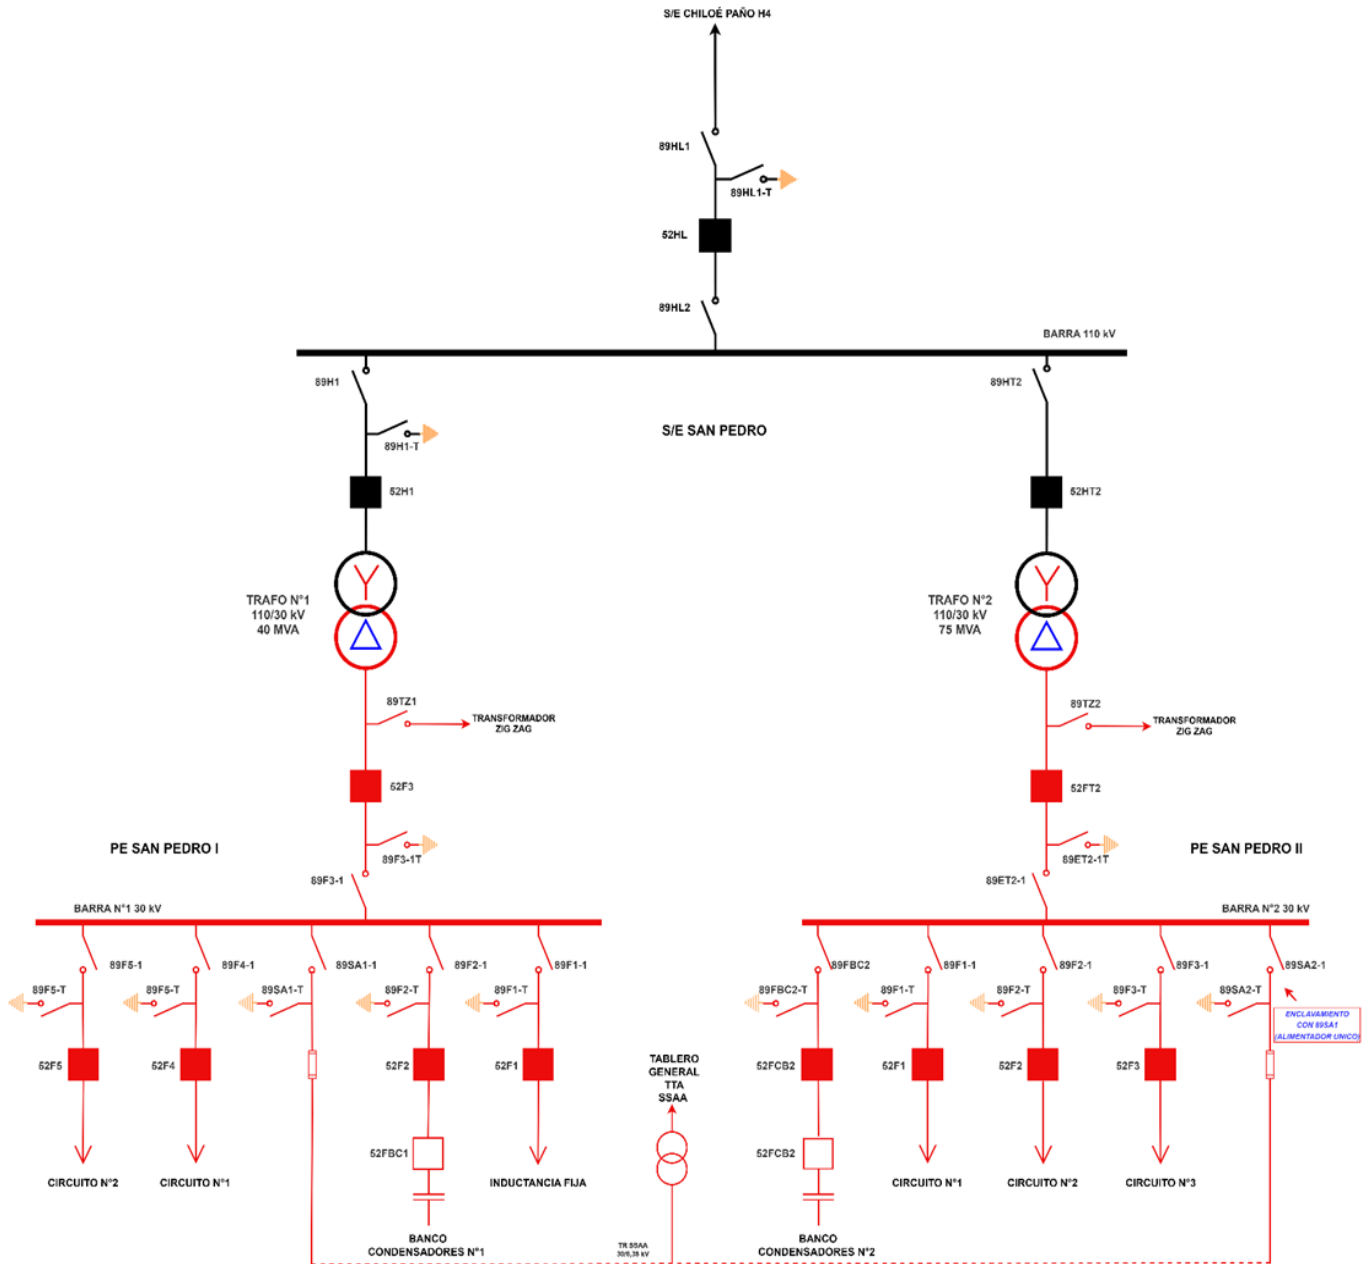 S/E CHILOÉ PAÑO H4
89HL1
89HL1-T
52HL
89HL2
BARRA 110 kV
89H1
89HT2
S/E SAN PEDRO
89H1-T
52H1
52HT2
TRAFO N°1
110/30 kV
40 MVA
TRAFO N°2
110/30 kV
75 MVA
89TZ1
TRANSFORMADOR
ZIG ZAG
89TZ2
TRANSFORMADOR
ZIG ZAG
52F3
52FT2
PE SAN PEDRO I
89F3-1T
89ET2-1T
PE SAN PEDRO II
89F3-1
89ET2-1
BARRA N°1 30 kV
BARRA N°2 30 kV
89F5-1
89F4-1
89SA1-1
89F2-1
89F1-1
89FBC2
89F1-1
89F2-1
89F3-1
89SA2-1
89F5-T
89F5-T
89SA1-T
89F2-T
89F1-T
89FBC2-T
89F1-T
89F2-T
89F3-T
89SA2-T
ENCLAVAMIENTO
CON 89SA1
(ALIMENTADOR UNICO)
52F5
52F4
52F2
52F1
TABLERO
GENERAL
TTA
SSAA
52FCB2
52F1
52F2
52F3
52FBC1
52FCB2
CIRCUITO N°2
CIRCUITO N°1
INDUCTANCIA FIJA
CIRCUITO N°1
CIRCUITO N°2
CIRCUITO N°3
BANCO
CONDENSADORES N°1
TR SSAA
30/0,38 kV
BANCO
CONDENSADORES N°2